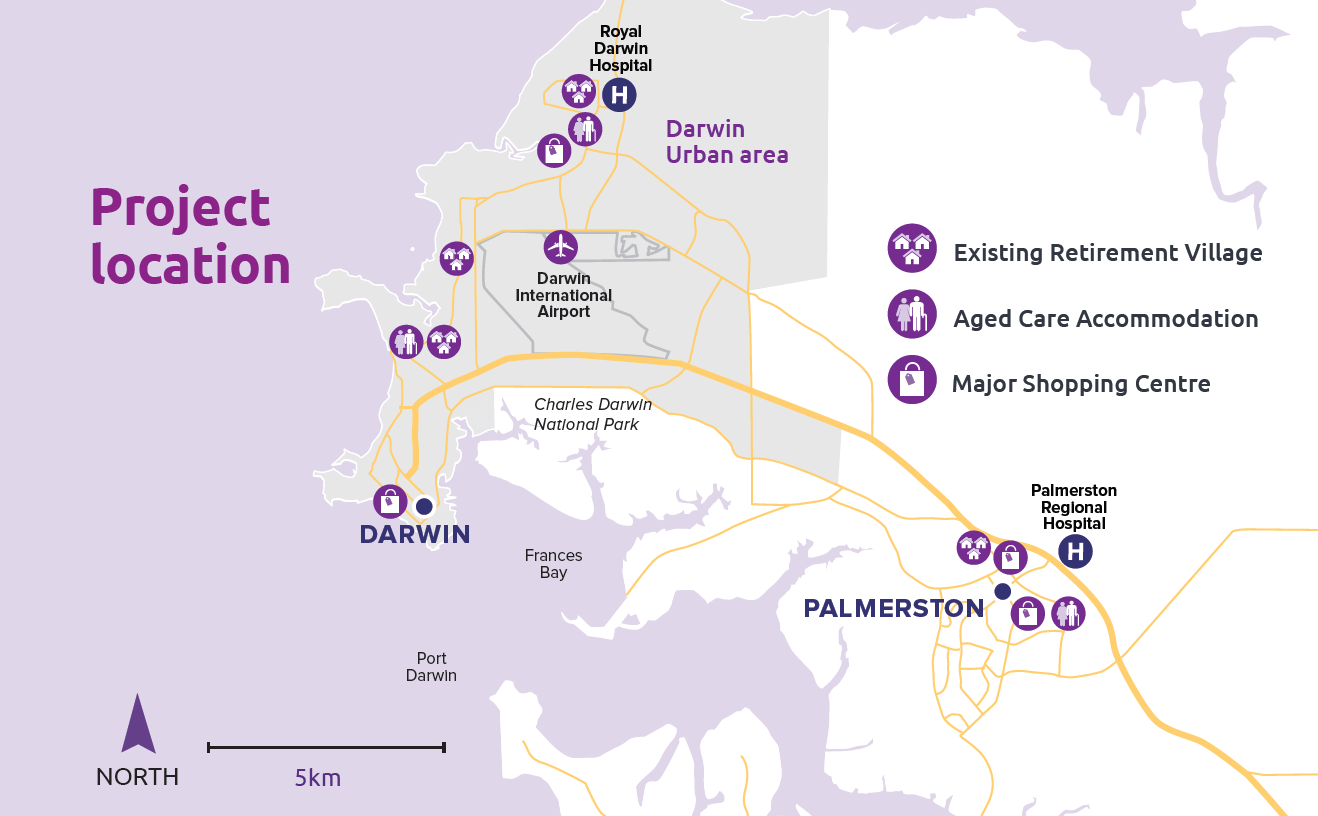 Royal
Darwin
Hospital
H
Darwin
Urban area
Project
location
Existing Retirement Village
Darwin
International
Airport
Aged Care Accommodation
Major Shopping Centre
Charles Darwin
National Park
Palmerston
Regional
Hospital
H
DARWIN
Frances
Bay
PALMERSTON
Port
Darwin
NORTH
5km